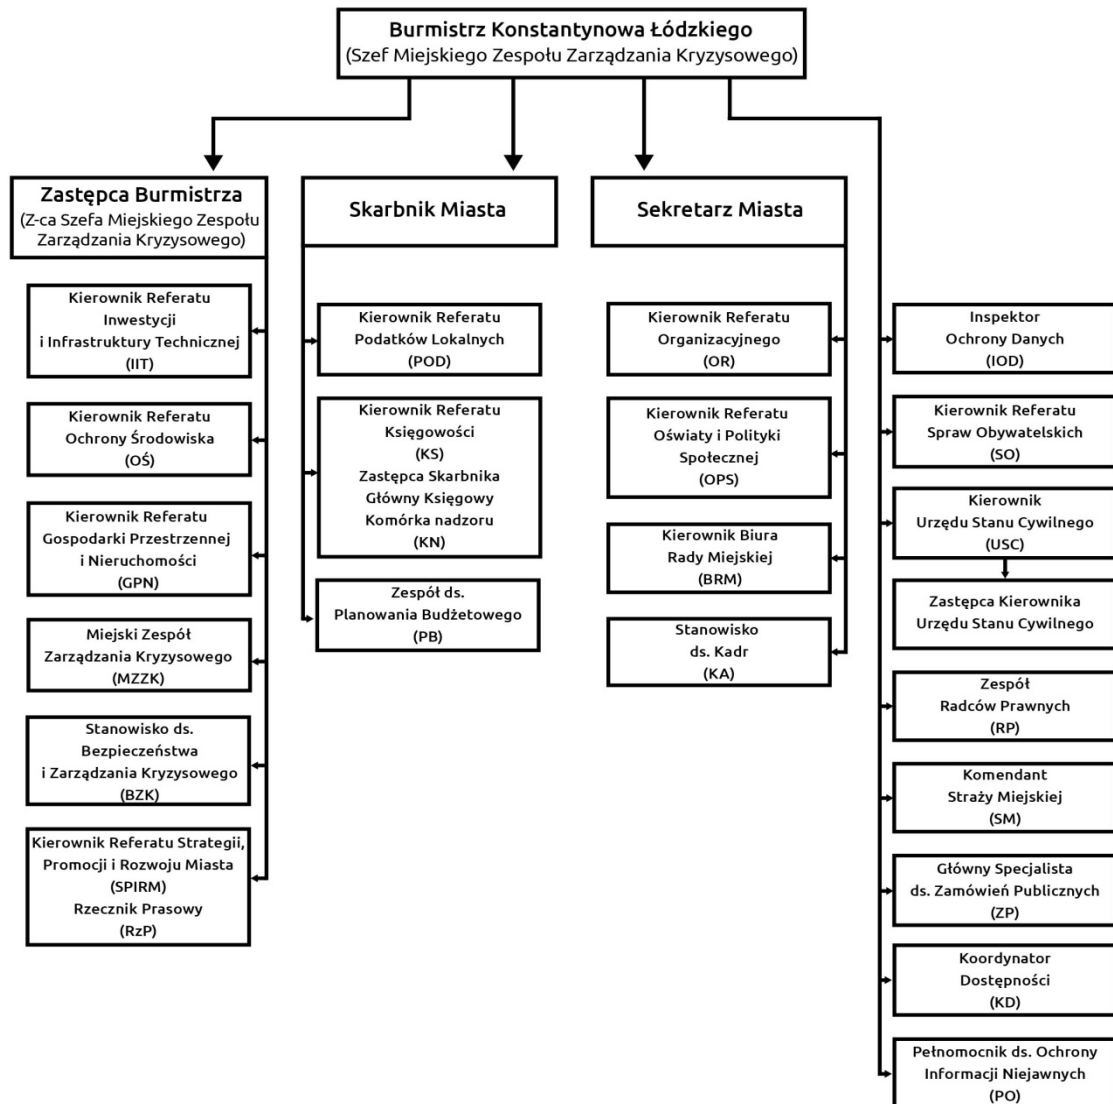 Burmistrz Konstantynowa Łódzkiego
(Szef Miejskiego Zespołu Zarządzania Kryzysowego)
Zastępca Burmistrza
(Z-ca Szefa Miejskiego Zespołu
Zarządzania Kryzysowego)
Kierownik Referatu
Inwestycji
i Infrastruktury Technicznej
(IIT)
Kierownik Referatu
Ochrony Środowiska
(OŚ)
Kierownik Referatu
Gospodarki Przestrzennej
i Nieruchomości
(GPN)
Miejski Zespół
Zarządzania Kryzysowego
(MZZK)
Stanowisko ds.
Bezpieczeństwa
i Zarządzania Kryzysowego
(BZK)
Kierownik Referatu Strategii,
Promocji i Rozwoju Miasta
(SPIRM)
Rzecznik Prasowy
(RzP)
Skarbnik Miasta
Kierownik Referatu
Podatków Lokalnych
(POD)
Kierownik Referatu
Księgowości
(KS)
Zastępca Skarbnika
Główny Księgowy
Komórka nadzoru
(KN)
Zespół ds.
Planowania Budżetowego
(PB)
Sekretarz Miasta
Kierownik Referatu
Organizacyjnego
(OR)
Kierownik Referatu
Oświaty i Polityki
Społecznej
(OPS)
Kierownik Biura
Rady Miejskiej
(BRM)
Stanowisko
ds. Kadr
(KA)
Inspektor
Ochrony Danych
(IOD)
Kierownik Referatu
Spraw Obywatelskich
(SO)
Kierownik
Urzędu Stanu Cywilnego
(USC)
Zastępca Kierownika
Urzędu Stanu Cywilnego
Zespół
Radców Prawnych
(RP)
Komendant
Straży Miejskiej
(SM)
Główny Specjalista
ds. Zamówień Publicznych
(ZP)
Koordynator
Dostępności
(KD)
Pełnomocnik ds. Ochrony
Informacji Niejawnych
(PO)